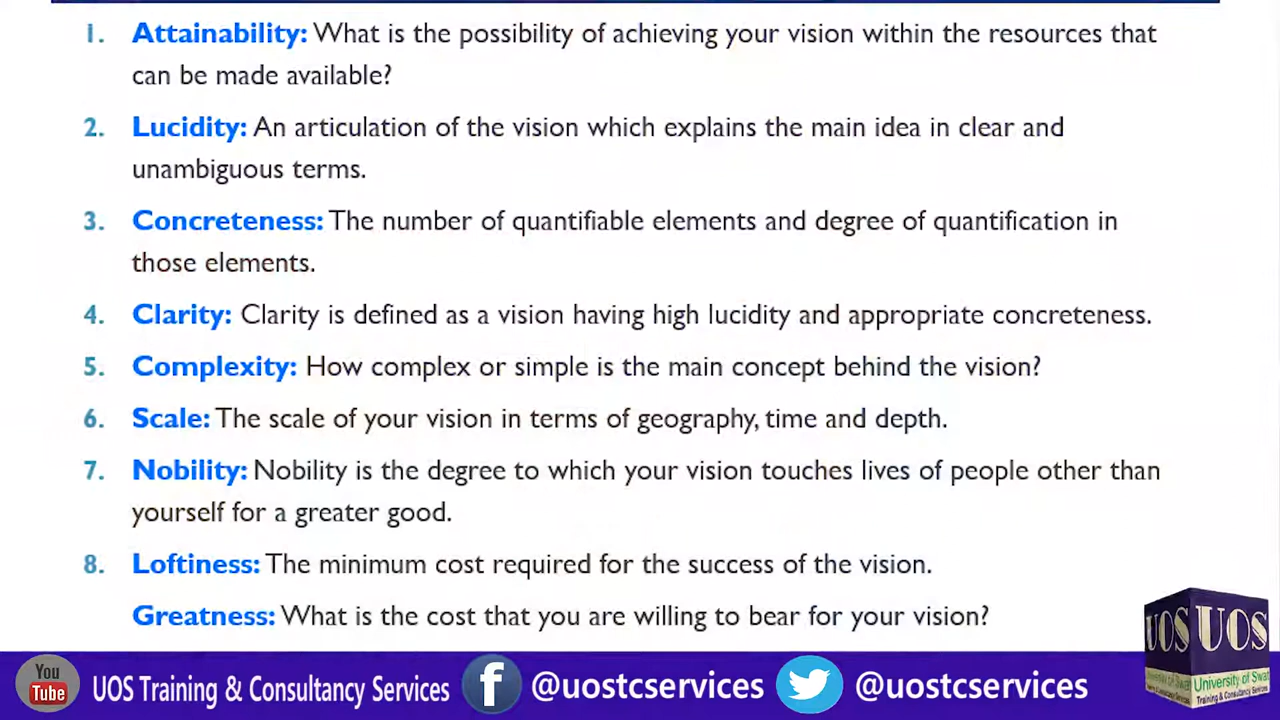 1. Attainability: What is the possibility of achieving your vision within the resources that
can be made available?
2. Lucidity: An articulation of the vision which explains the main idea in clear and
unambiguous terms.
3. Concreteness: The number of quantifiable elements and degree of quantification in
those elements.
4. Clarity: Clarity is defined as a vision having high lucidity and appropriate concreteness.
5. Complexity: How complex or simple is the main concept behind the vision?
6. Scale: The scale of your vision in terms of geography, time and depth.
7. Nobility: Nobility is the degree to which your vision touches lives of people other than
yourself for a greater good.
8. Loftiness: The minimum cost required for the success of the vision.
Greatness: What is the cost that you are willing to bear for your vision?
UOS UOS
University of Swat
Training & Consultancy Services
You
Tube
UOS Training & Consultancy Services
f @uostcservices
@uostcservices